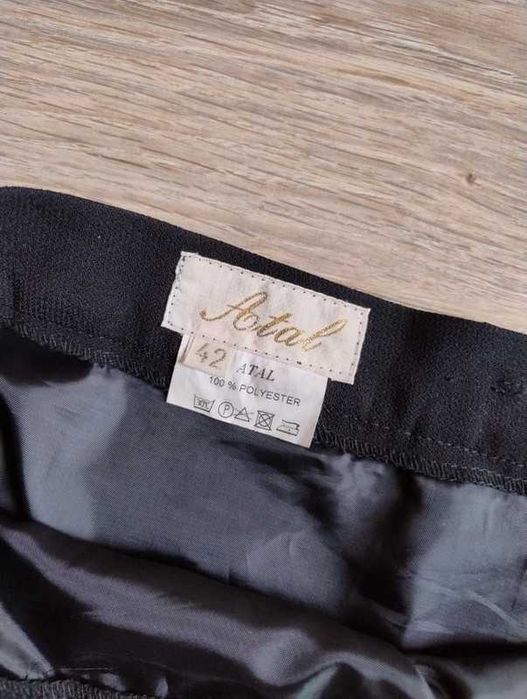 Atal
42
ATAL
100 % POLYESTER
P